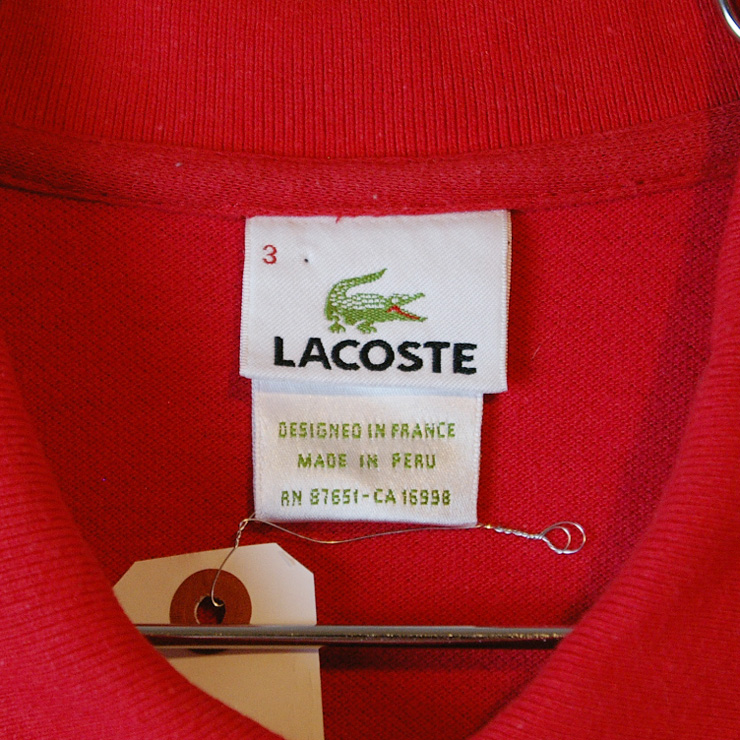 3
LACOSTE
DESIGNED IN FRANCE
MADE IN PERU
RN 87651-CA 16998